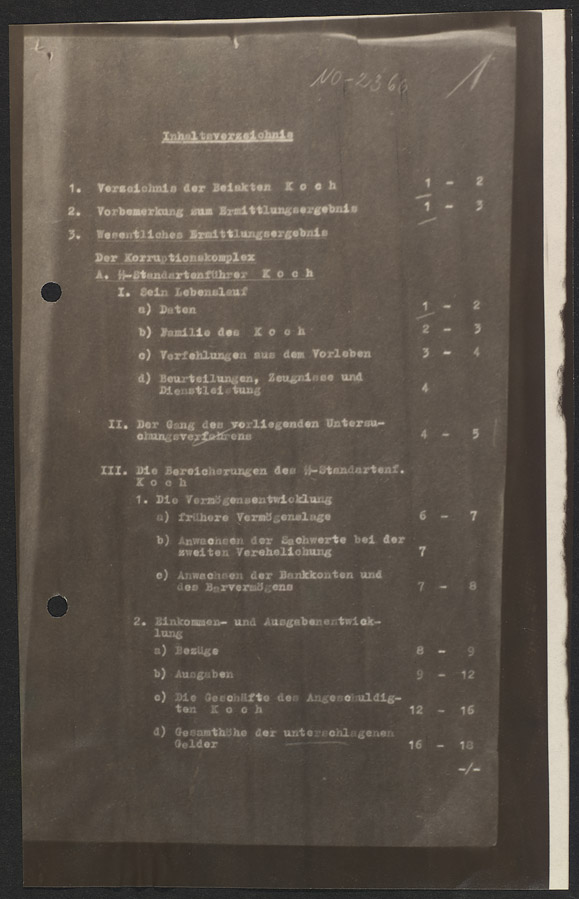 NO-2366
1
Inhaltsverzeichnis
1. Verzeichnis der Beiakten K o c h 1 - 2
2. Vorbemerkung zum Ermittlungsergebnis 1 - 3
3. Wesentliches Ermittlungsergebnis
Der Korruptionskomplex
A. ᛋᛋ-Standartenführer K o c h
I. Sein Lebenslauf
a) Daten 1 - 2
b) Familie des K o c h 2 - 3
c) Verfehlungen aus dem Vorleben 3 - 4
d) Beurteilungen, Zeugnisse und
Dienstleistung 4
II. Der Gang des vorliegenden Untersu-
chungsverfahrens 4 - 5
III. Die Bereicherungen des ᛋᛋ-Standartenf.
K o c h
1. Die Vermögensentwicklung
a) frühere Vermögenslage 6 - 7
b) Anwachsen der Sachwerte bei der
zweiten Verehelichung 7
c) Anwachsen der Bankkonten und
des Barvermögens 7 - 8
2. Einkommen- und Ausgabenentwick-
lung
a) Bezüge 8 - 9
b) Ausgaben 9 - 12
c) Die Geschäfte des Angeschuldig-
ten K o c h 12 - 16
d) Gesamthöhe der unterschlagenen
Gelder 16 - 18
-/-